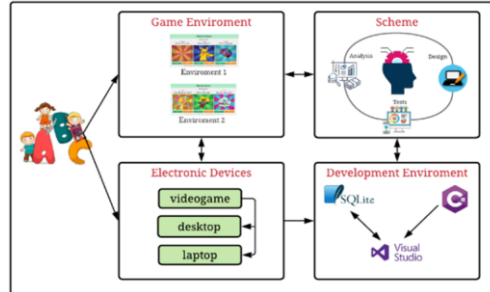 Game Enviroment
Enviroment 1
Enviroment 2
Scheme
Analysis
Design
Tests
ABC
Electronic Devices
videogame
desktop
laptop
Development Enviroment
SQLite
C#
Visual
Studio